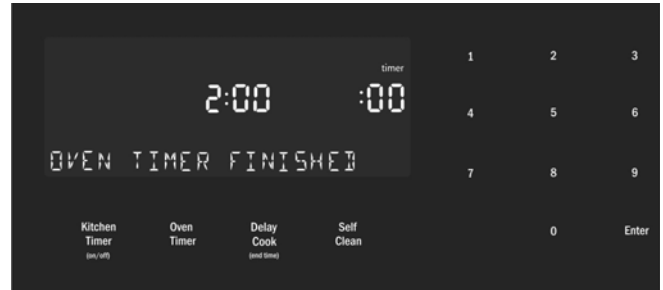 timer
2:00 :00
OVEN TIMER FINISHED
Kitchen Timer (on/off)
Oven Timer
Delay Cook (end time)
Self Clean
1 2 3
4 5 6
7 8 9
0 Enter